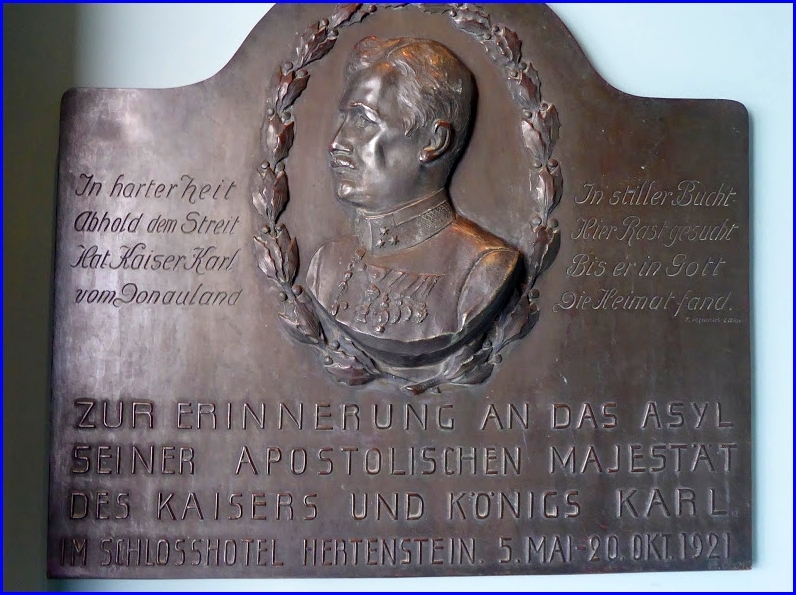 In harter Zeit
Abhold dem Streit
Hat Kaiser Karl
vom Donauland
In stiller Bucht
Hier Rast gesucht
Bis er in Gott
Die Heimat fand.
ZUR ERINNERUNG AN DAS ASYL
SEINER APOSTOLISCHEN MAJESTÄT
DES KAISERS UND KÖNIGS KARL
IM SCHLOSSHOTEL HERTENSTEIN. 5. MAI-20. OKT. 1921